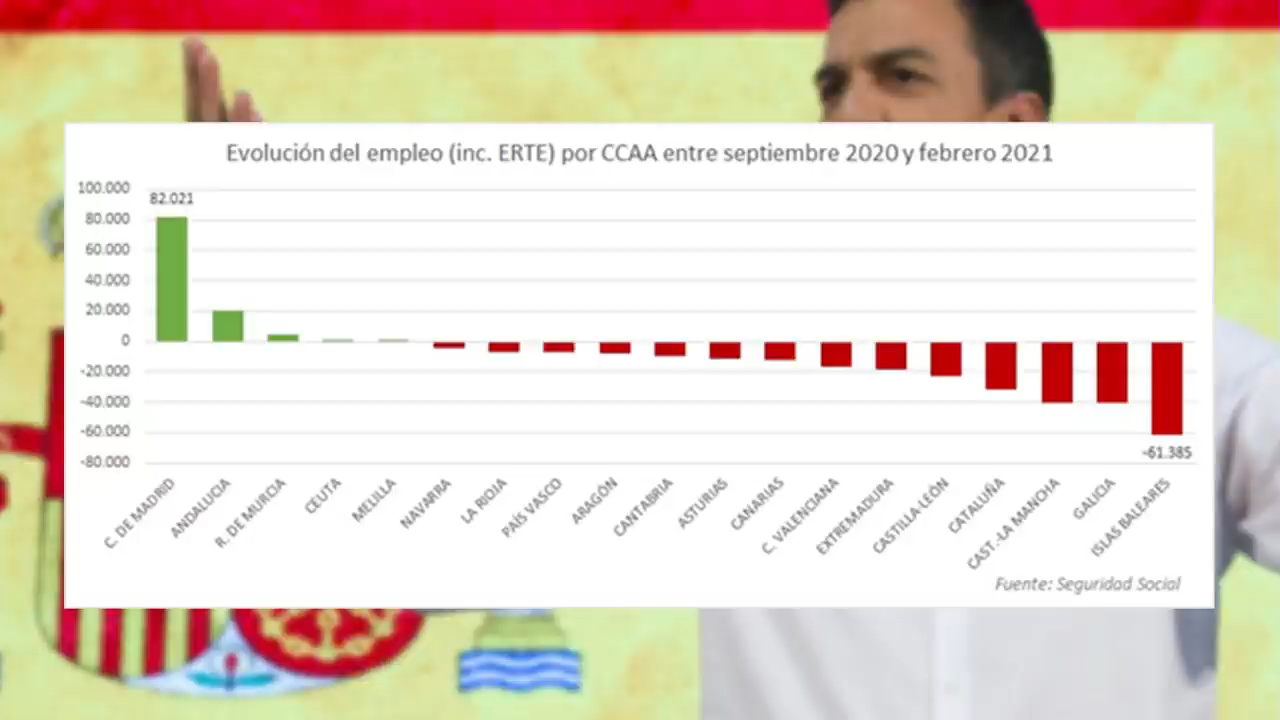 Evolución del empleo (inc. ERTE) por CCAA entre septiembre 2020 y febrero 2021
100.000
80.000
60.000
40.000
20.000
0
-20.000
-40.000
-60.000
-80.000
82.021
-61.385
C. DE MADRID
ANDALUCIA
R. DE MURCIA
CEUTA
MELILLA
NAVARRA
LA RIOJA
PAÍS VASCO
ARAGÓN
CANTABRIA
ASTURIAS
CANARIAS
C. VALENCIANA
EXTREMADURA
CASTILLA-LEÓN
CATALUÑA
CAST.-LA MANCHA
GALICIA
ISLAS BALEARES
Fuente: Seguridad Social